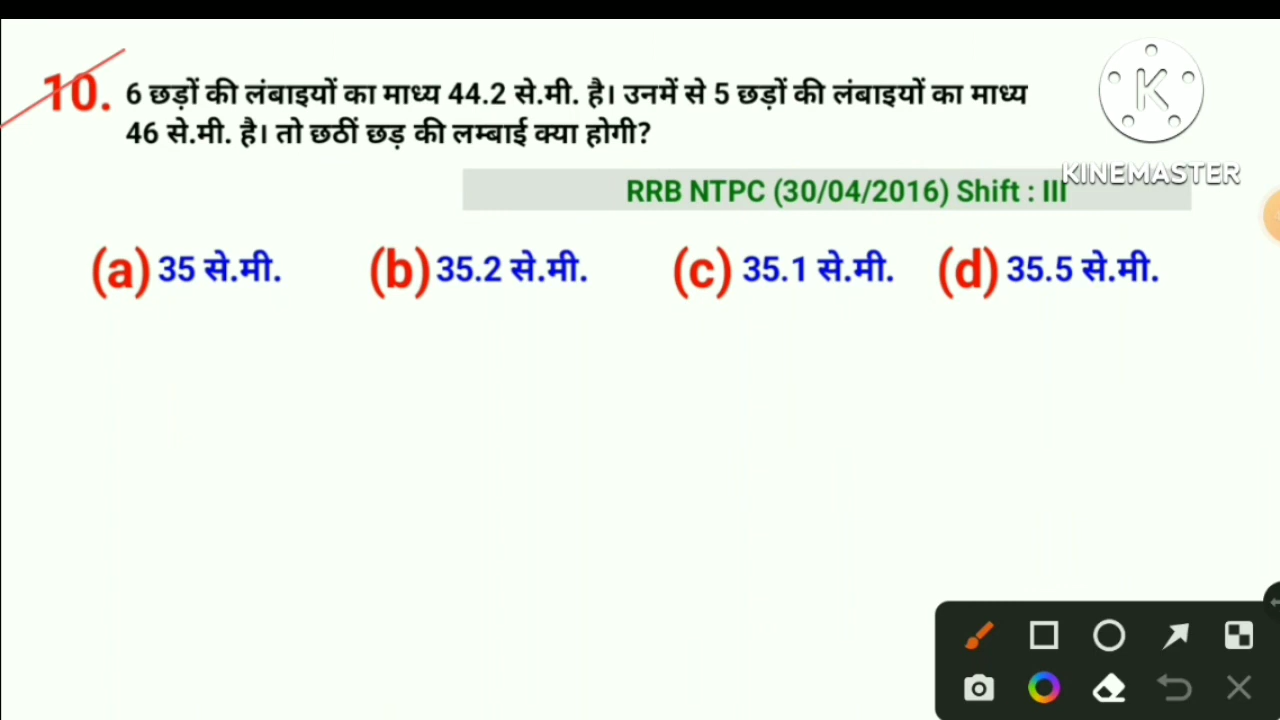 10. 6 छड़ों की लंबाइयों का माध्य 44.2 से.मी. है। उनमें से 5 छड़ों की लंबाइयों का माध्य
46 से.मी. है। तो छठीं छड़ की लम्बाई क्या होगी?
K
KINEMASTER
RRB NTPC (30/04/2016) Shift : III
(a) 35 से.मी. (b) 35.2 से.मी. (c) 35.1 से.मी. (d) 35.5 से.मी.